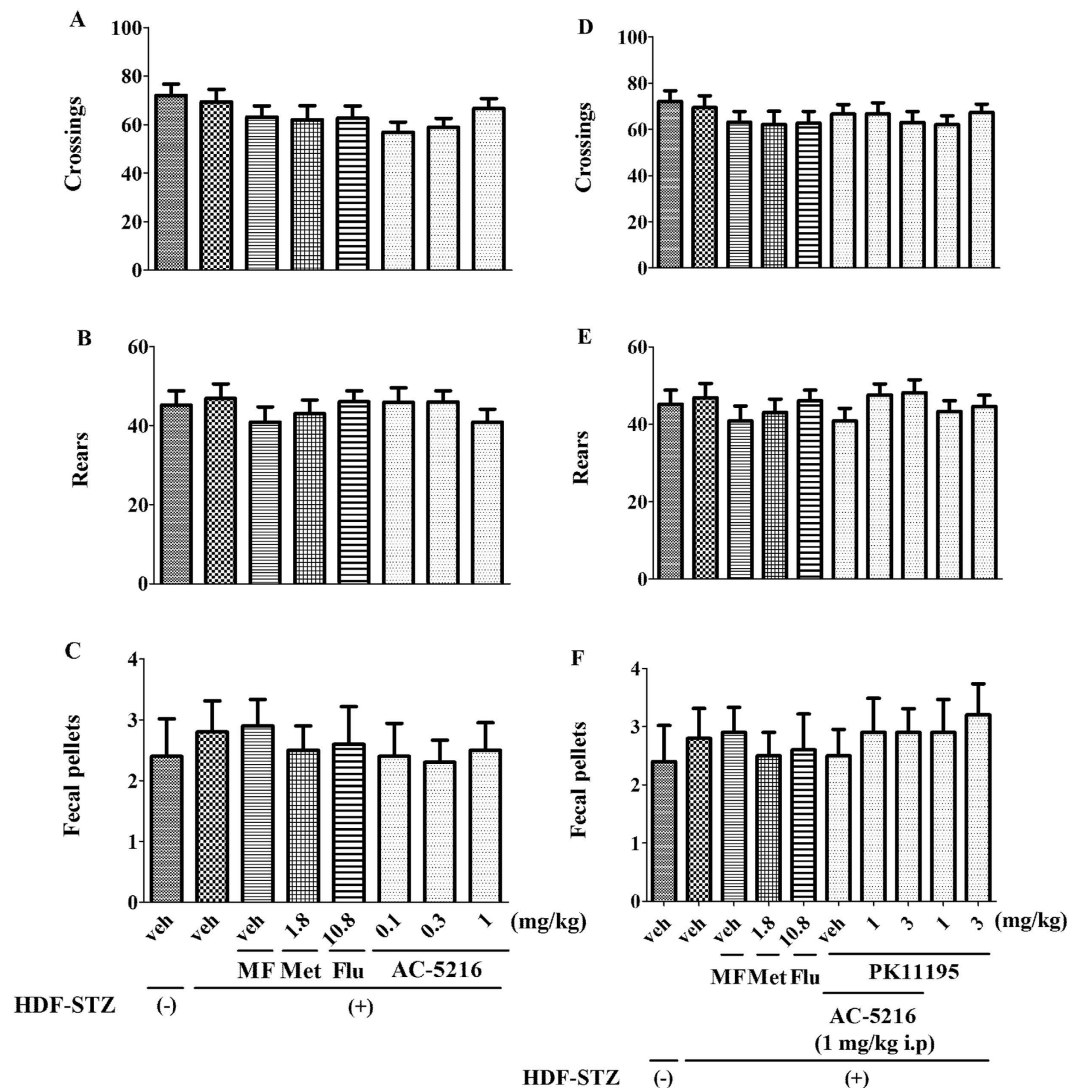 A
Crossings
100
80
60
40
20
0
B
Rears
60
40
20
0
C
Fecal pellets
4
3
2
1
0
veh veh veh 1.8 10.8 0.1 0.3 1 (mg/kg)
MF Met Flu AC-5216
HDF-STZ (-) (+)
D
Crossings
100
80
60
40
20
0
E
Rears
60
40
20
0
F
Fecal pellets
4
3
2
1
0
veh veh veh 1.8 10.8 veh 1 3 1 3 (mg/kg)
MF Met Flu PK11195
AC-5216
(1 mg/kg i.p)
HDF-STZ (-) (+)